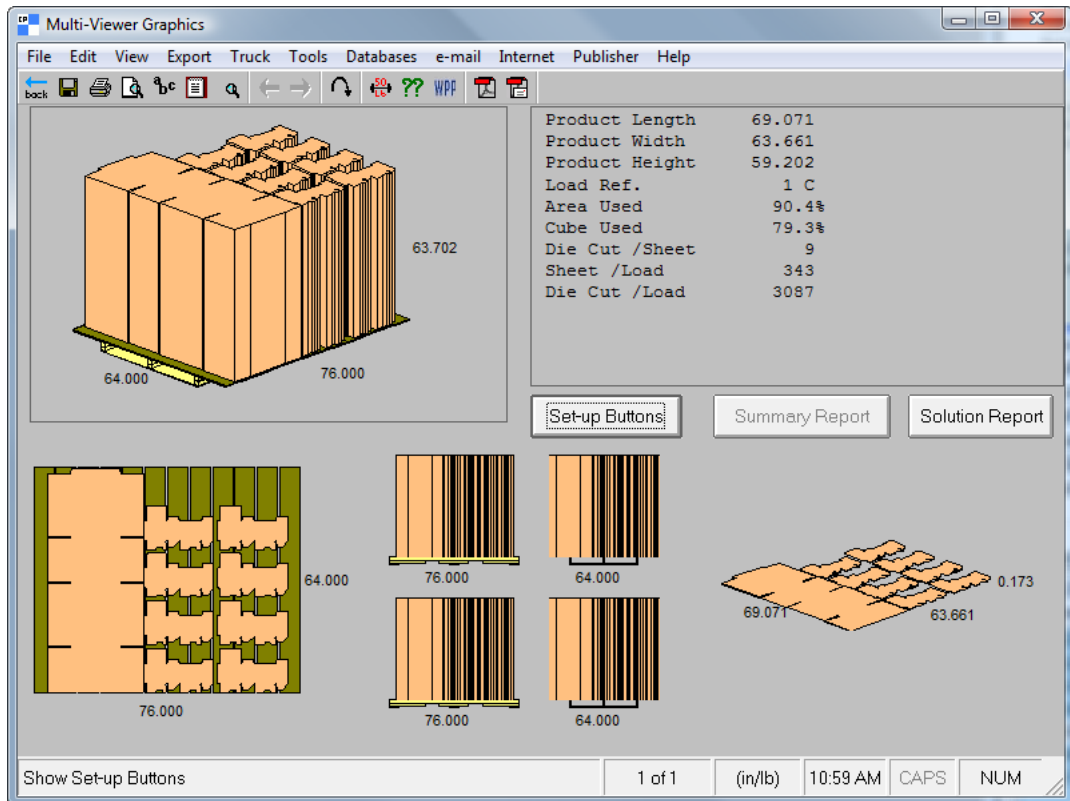 CP
Multi-Viewer Graphics
File Edit View Export Truck Tools Databases e-mail Internet Publisher Help
back abc 50 Lb ?? WPP
Product Length 69.071
Product Width 63.661
Product Height 59.202
Load Ref. 1 C
Area Used 90.4%
Cube Used 79.3%
Die Cut /Sheet 9
Sheet /Load 343
Die Cut /Load 3087
63.702
64.000
76.000
Set-up Buttons Summary Report Solution Report
64.000
76.000
76.000
64.000
76.000
64.000
0.173
69.071
63.661
Show Set-up Buttons 1 of 1 (in/lb) 10:59 AM CAPS NUM